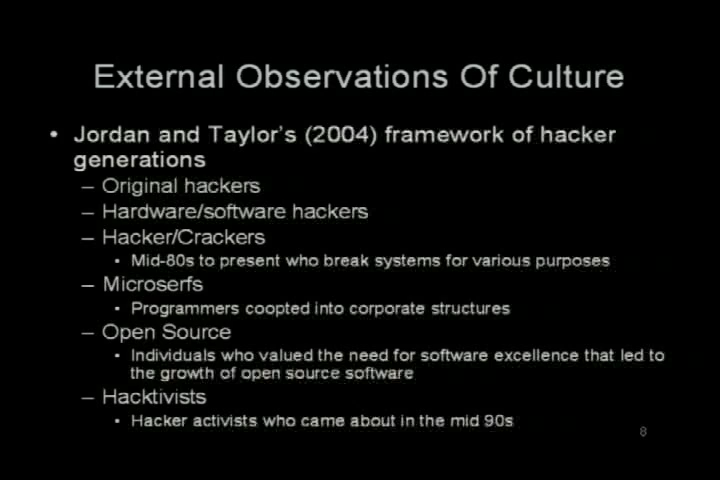 External Observations Of Culture
• Jordan and Taylor's (2004) framework of hacker
generations
– Original hackers
– Hardware/software hackers
– Hacker/Crackers
• Mid-80s to present who break systems for various purposes
– Microserfs
• Programmers coopted into corporate structures
– Open Source
• Individuals who valued the need for software excellence that led to
the growth of open source software
– Hacktivists
• Hacker activists who came about in the mid 90s
8